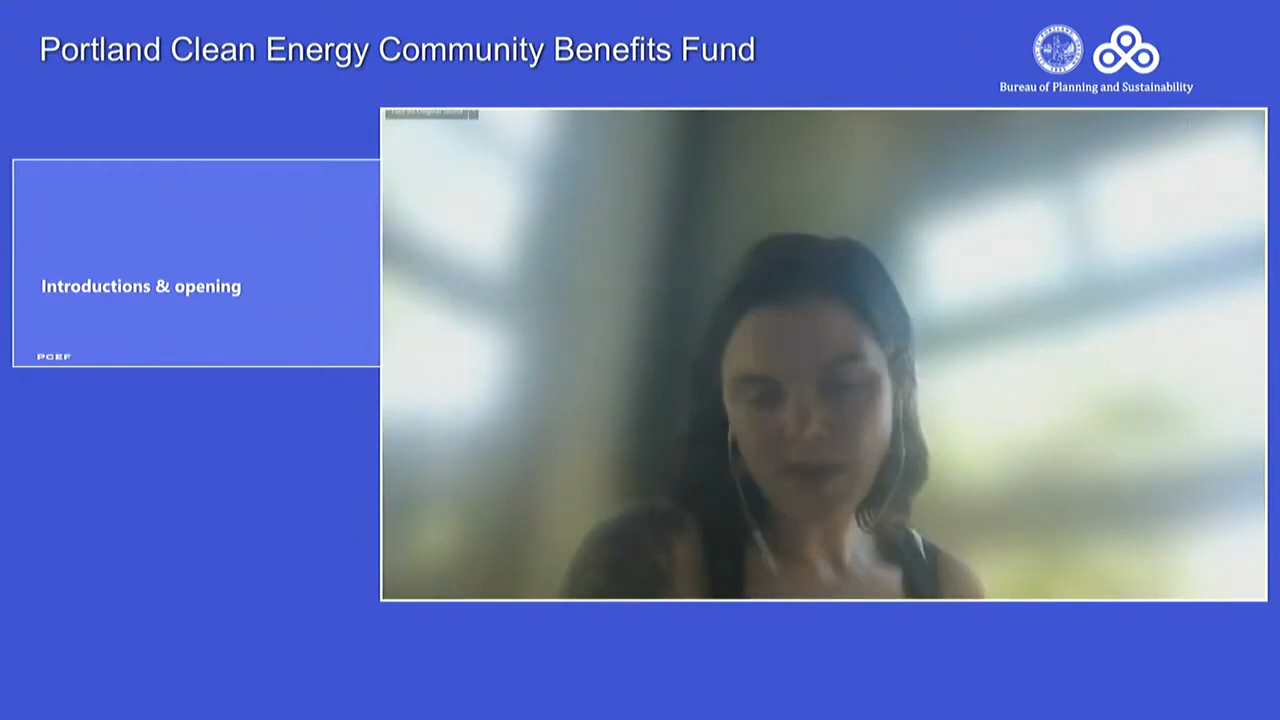 Portland Clean Energy Community Benefits Fund
Bureau of Planning and Sustainability
Introductions & opening
PCEF